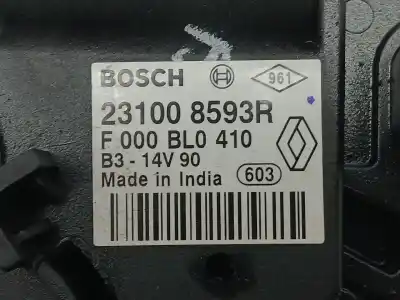 BOSCH 961
23100 8593R
F 000 BL0 410
B3 - 14V 90
Made in India 603